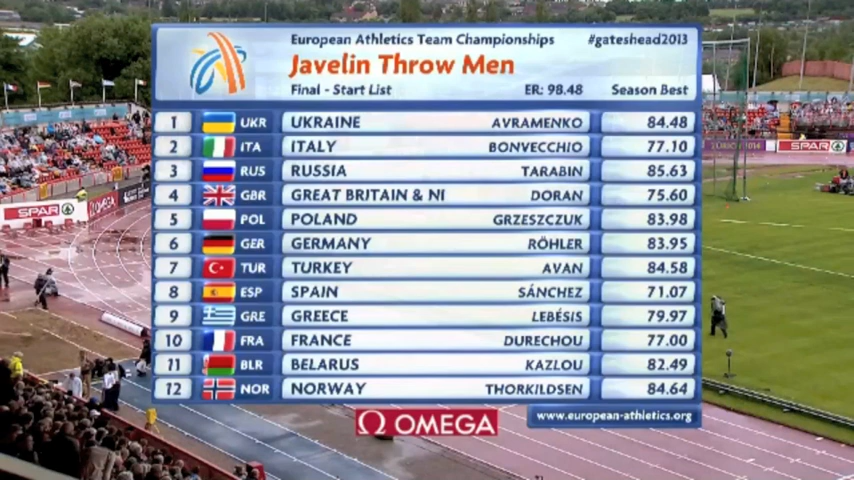 European Athletics Team Championships #gateshead2013
Javelin Throw Men
Final - Start List ER: 98.48 Season Best
1 UKR UKRAINE AVRAMENKO 84.48
2 ITA ITALY BONVECCHIO 77.10
3 RUS RUSSIA TARABIN 85.63
4 GBR GREAT BRITAIN & NI DORAN 75.60
5 POL POLAND GRZESZCZUK 83.98
6 GER GERMANY RÖHLER 83.95
7 TUR TURKEY AVAN 84.58
8 ESP SPAIN SÁNCHEZ 71.07
9 GRE GREECE LEBÉSIS 79.97
10 FRA FRANCE DURECHOU 77.00
11 BLR BELARUS KAZLOU 82.49
12 NOR NORWAY THORKILDSEN 84.64
Ω OMEGA
www.european-athletics.org
SPAR
OMEGA
SPAR